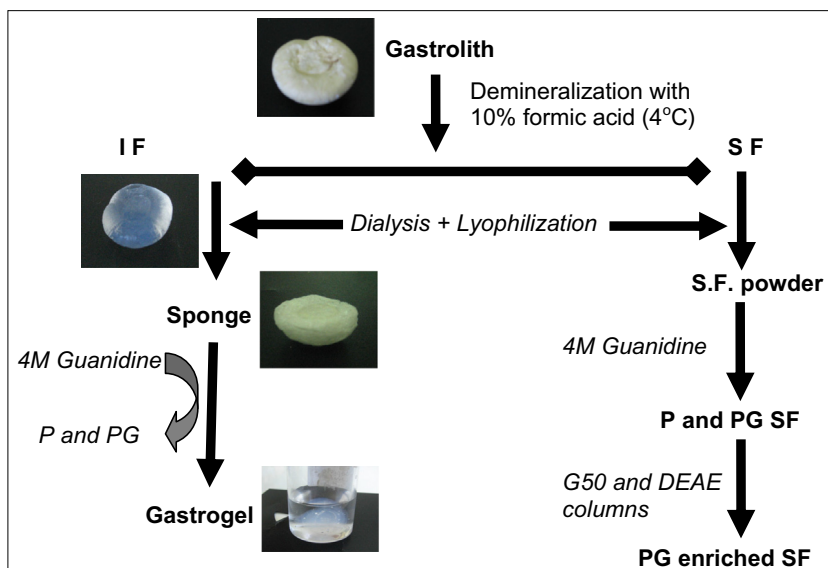 Gastrolith
Demineralization with
10% formic acid (4°C)
I F
S F
Dialysis + Lyophilization
S.F. powder
Sponge
4M Guanidine
4M Guanidine
P and PG
P and PG SF
G50 and DEAE
columns
Gastrogel
PG enriched SF